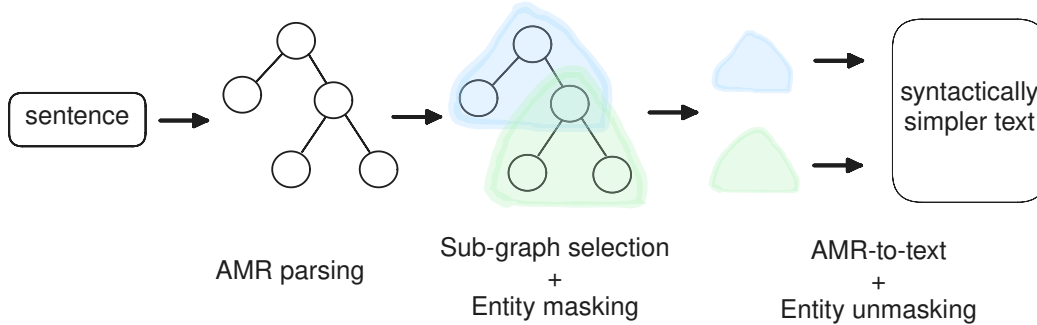 sentence
syntactically
simpler text
AMR parsing
Sub-graph selection
+
Entity masking
AMR-to-text
+
Entity unmasking